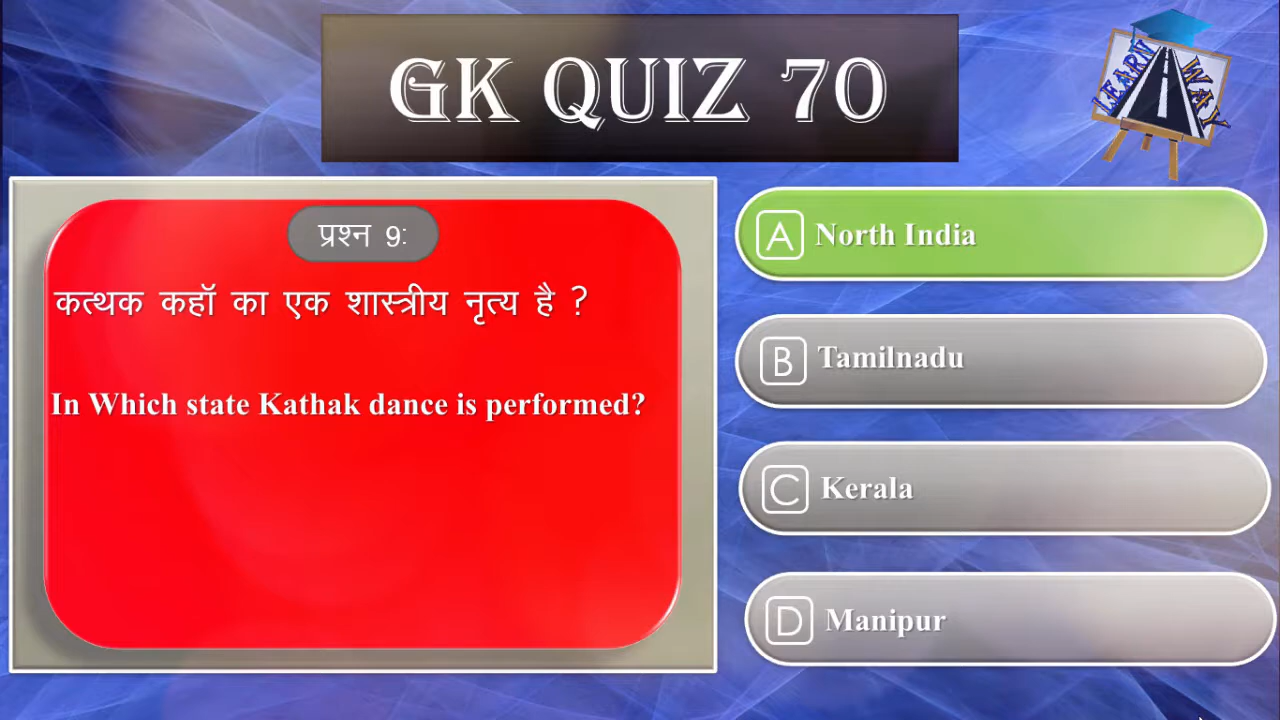 GK QUIZ 70
LEARN WAY
प्रश्न 9:
कत्थक कहॉ का एक शास्त्रीय नृत्य है ?
In Which state Kathak dance is performed?
A North India
B Tamilnadu
C Kerala
D Manipur